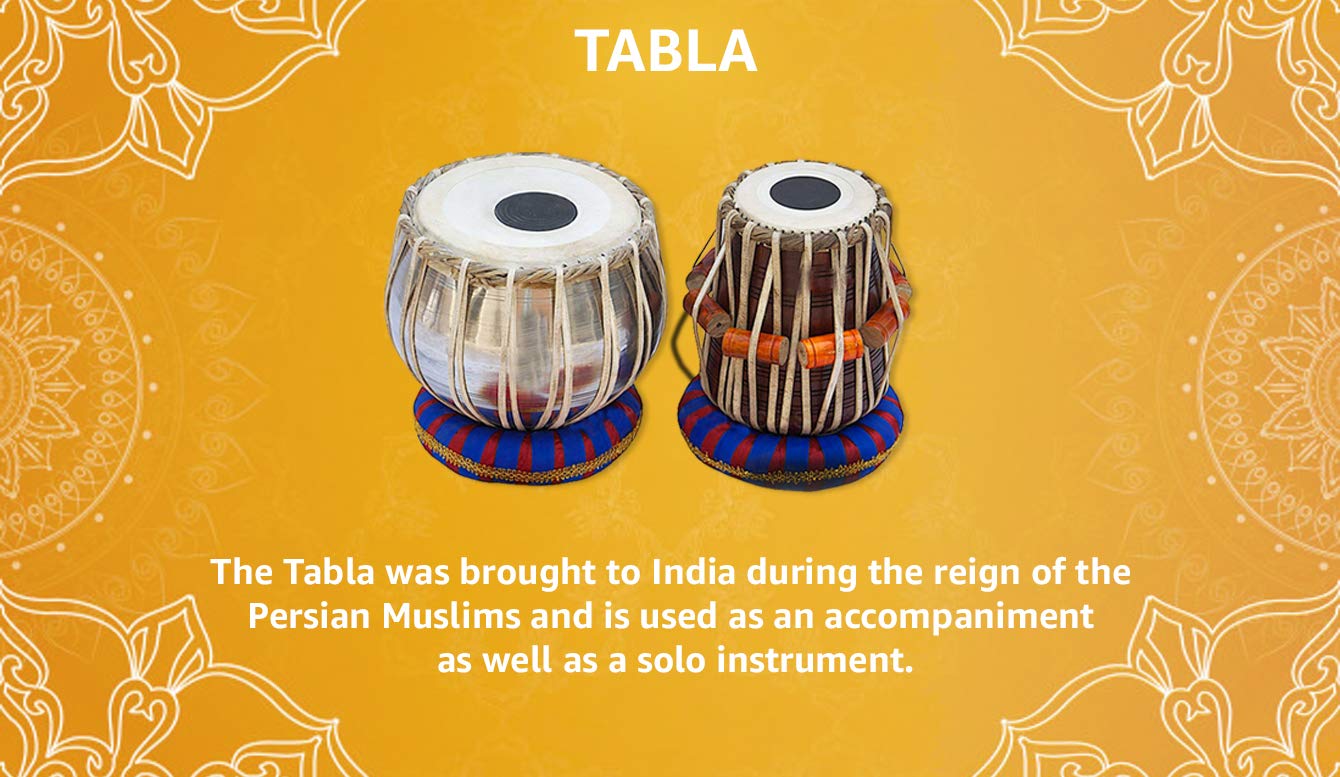 TABLA
The Tabla was brought to India during the reign of the
Persian Muslims and is used as an accompaniment
as well as a solo instrument.